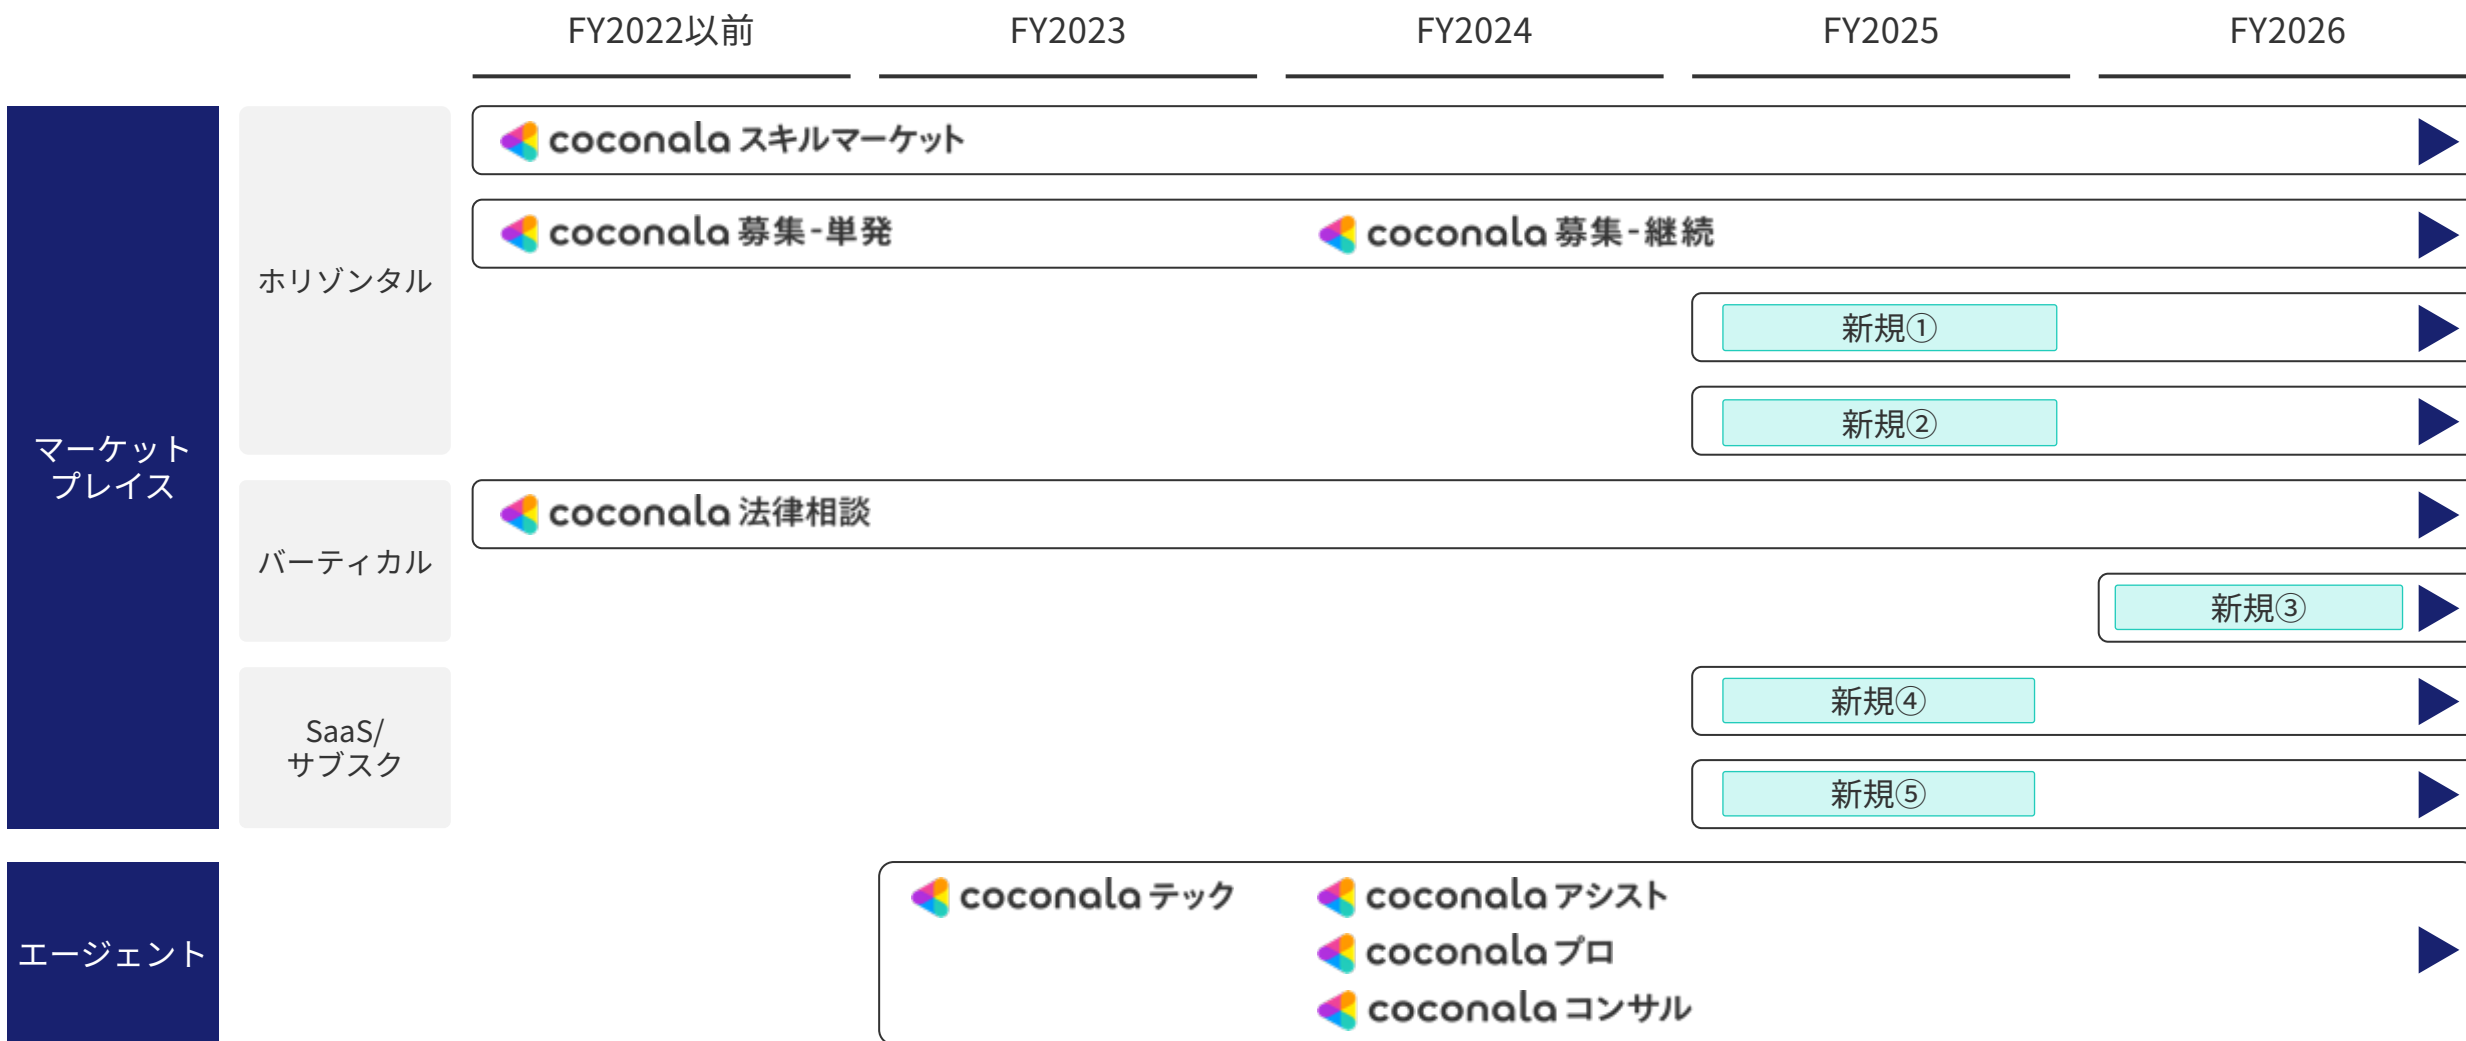 FY2022以前
FY2023
FY2024
FY2025
FY2026
マーケット
プレイス
ホリゾンタル
coconala スキルマーケット
coconala 募集-単発
coconala 募集-継続
新規①
新規②
バーティカル
coconala 法律相談
新規③
SaaS/
サブスク
新規④
新規⑤
エージェント
coconala テック
coconala アシスト
coconala プロ
coconala コンサル